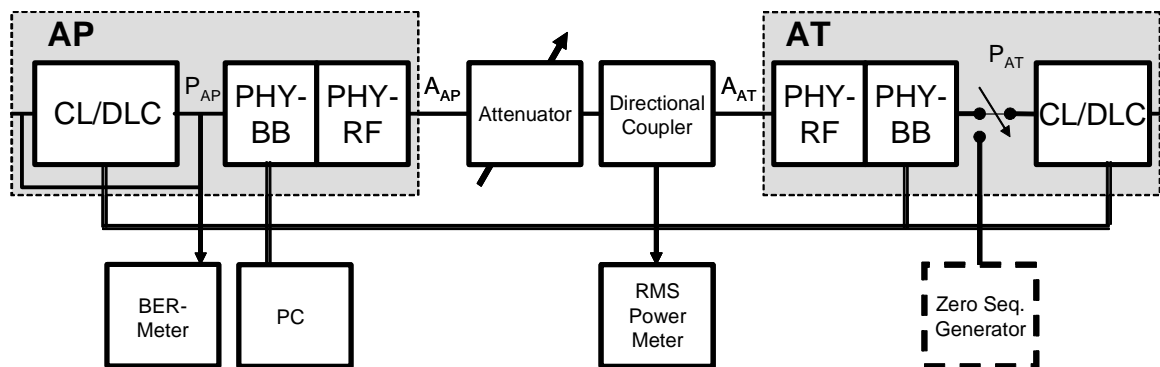 AP
AT
P_AP
P_AT
CL/DLC
PHY-
BB
PHY-
RF
A_AP
Attenuator
Directional
Coupler
A_AT
PHY-
RF
PHY-
BB
CL/DLC
BER-
Meter
PC
RMS
Power
Meter
Zero Seq.
Generator